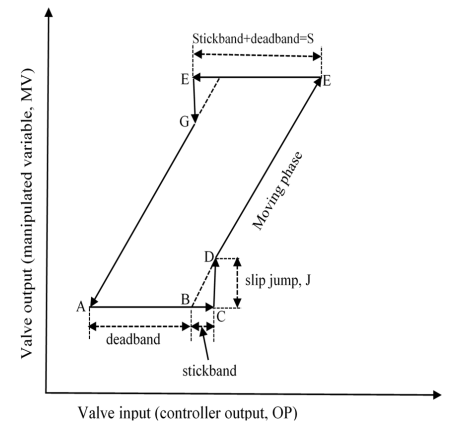 Stickband+deadband=S
E
E
G
Moving phase
D
slip jump, J
A
B
C
deadband
stickband
Valve output (manipulated variable, MV)
Valve input (controller output, OP)